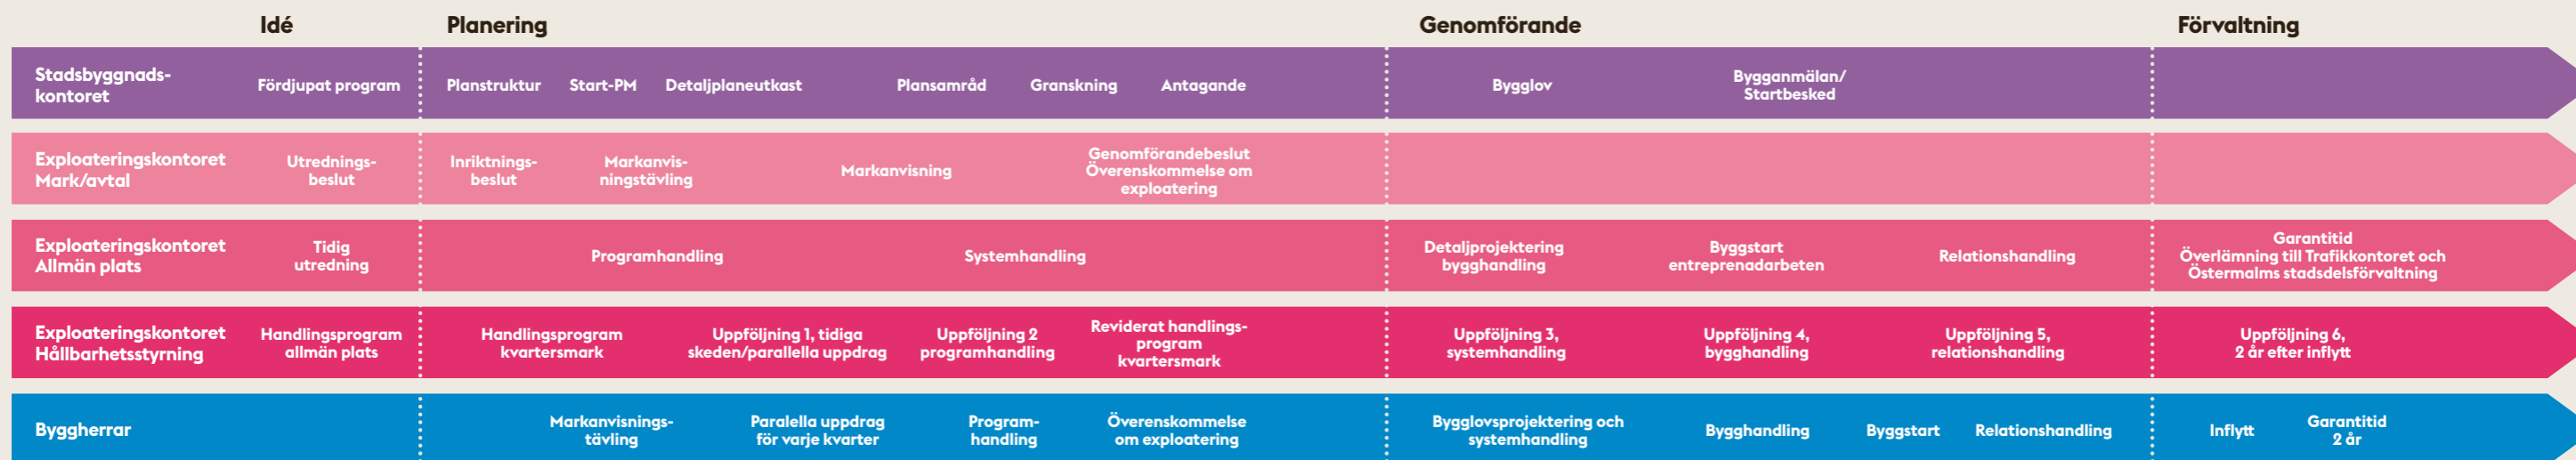 Idé
Planering
Genomförande
Förvaltning
Stadsbyggnads-
kontoret
Fördjupat program
Planstruktur
Start-PM
Detaljplaneutkast
Plansamråd
Granskning
Antagande
Bygglov
Bygganmälan/
Startbesked
Exploateringskontoret
Mark/avtal
Utrednings-
beslut
Inriktnings-
beslut
Markanvis-
ningstävling
Markanvisning
Genomförandebeslut
Överenskommelse om
exploatering
Exploateringskontoret
Allmän plats
Tidig
utredning
Programhandling
Systemhandling
Detaljprojektering
bygghandling
Byggstart
entreprenadarbeten
Relationshandling
Garantitid
Överlämning till Trafikkontoret och
Östermalms stadsdelsförvaltning
Exploateringskontoret
Hållbarhetsstyrning
Handlingsprogram
allmän plats
Handlingsprogram
kvartersmark
Uppföljning 1, tidiga
skeden/parallella uppdrag
Uppföljning 2
programhandling
Reviderat handlings-
program
kvartersmark
Uppföljning 3,
systemhandling
Uppföljning 4,
bygghandling
Uppföljning 5,
relationshandling
Uppföljning 6,
2 år efter inflytt
Byggherrar
Markanvisnings-
tävling
Paralella uppdrag
för varje kvarter
Program-
handling
Överenskommelse
om exploatering
Bygglovsprojektering och
systemhandling
Bygghandling
Byggstart
Relationshandling
Inflytt
Garantitid
2 år